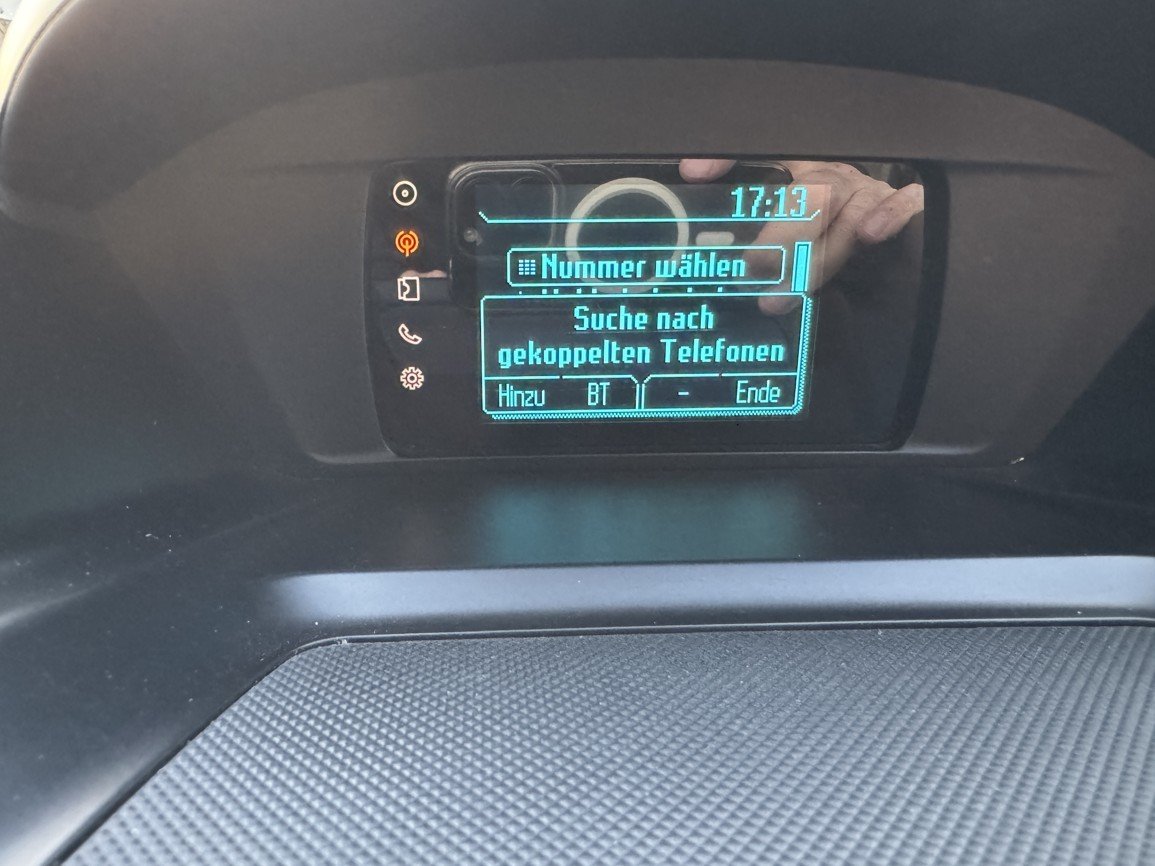 17:13
Nummer wählen
Suche nach
gekoppelten Telefonen
Hinzu BT - Ende